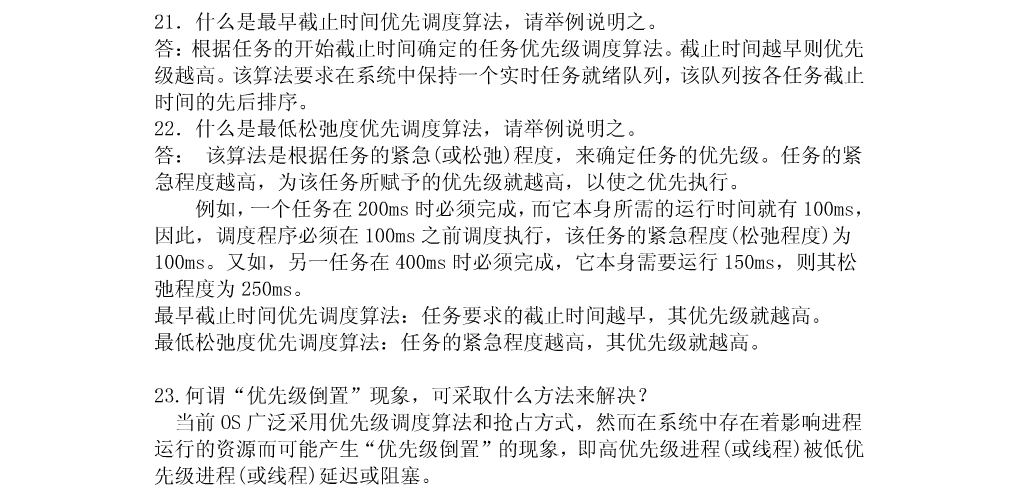 21．什么是最早截止时间优先调度算法，请举例说明之。
答：根据任务的开始截止时间确定的任务优先级调度算法。截止时间越早则优先
级越高。该算法要求在系统中保持一个实时任务就绪队列，该队列按各任务截止
时间的先后排序。
22．什么是最低松弛度优先调度算法，请举例说明之。
答： 该算法是根据任务的紧急(或松弛)程度，来确定任务的优先级。任务的紧
急程度越高，为该任务所赋予的优先级就越高，以使之优先执行。
例如，一个任务在 200ms 时必须完成，而它本身所需的运行时间就有 100ms，
因此，调度程序必须在 100ms 之前调度执行，该任务的紧急程度(松弛程度)为
100ms。又如，另一任务在 400ms 时必须完成，它本身需要运行 150ms，则其松
弛程度为 250ms。
最早截止时间优先调度算法：任务要求的截止时间越早，其优先级就越高。
最低松弛度优先调度算法：任务的紧急程度越高，其优先级就越高。
23.何谓“优先级倒置”现象，可采取什么方法来解决？
当前 OS 广泛采用优先级调度算法和抢占方式，然而在系统中存在着影响进程
运行的资源而可能产生“优先级倒置”的现象，即高优先级进程(或线程)被低优
先级进程(或线程)延迟或阻塞。